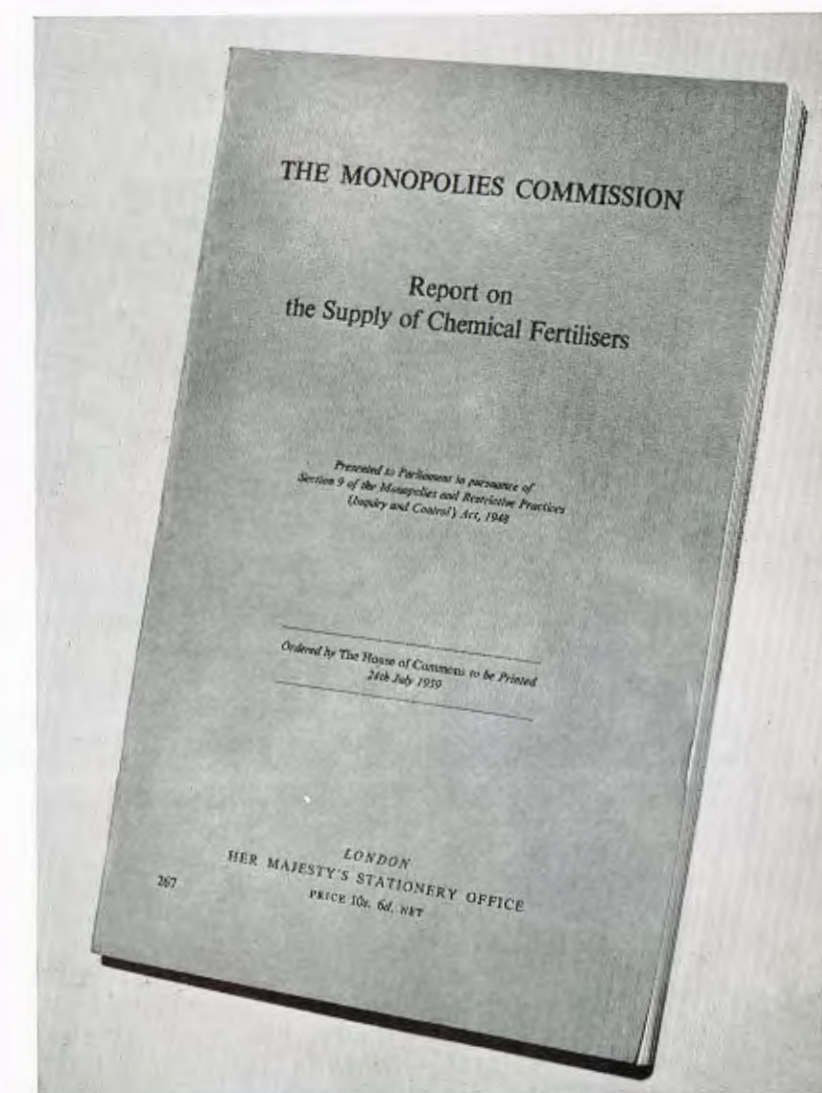 THE MONOPOLIES COMMISSION
Report on
the Supply of Chemical Fertilisers
Presented to Parliament in pursuance of
Section 9 of the Monopolies and Restrictive Practices
(Inquiry and Control) Act, 1948
Ordered by The House of Commons to be Printed
24th July 1959
LONDON
HER MAJESTY'S STATIONERY OFFICE
267
PRICE 10s. 6d. NET